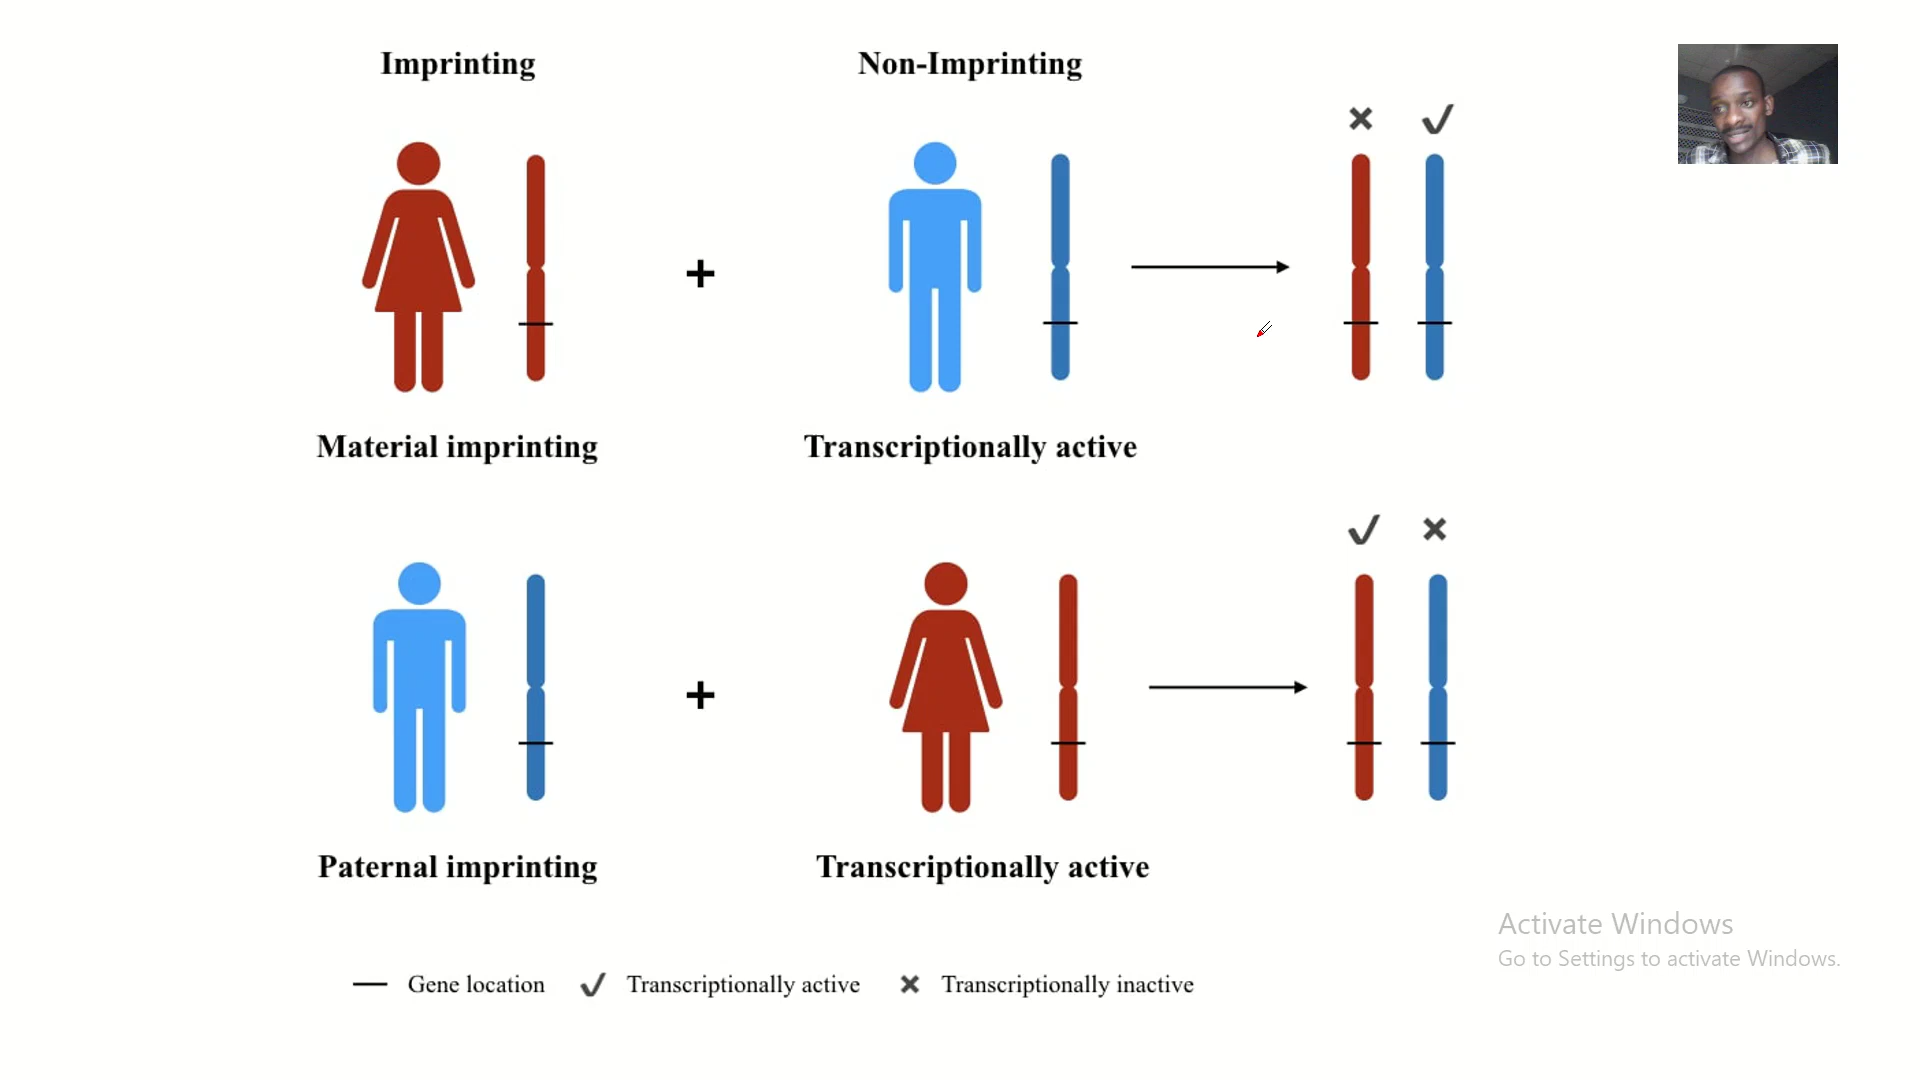 Imprinting
Non-Imprinting
Material imprinting
Transcriptionally active
Paternal imprinting
Transcriptionally active
Activate Windows
Go to Settings to activate Windows.
Gene location
Transcriptionally active
Transcriptionally inactive